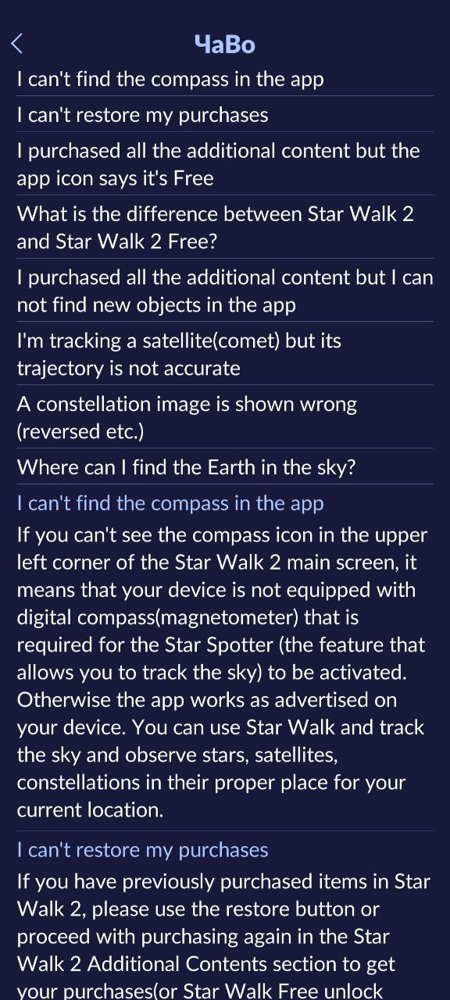 ЧаВо
I can't find the compass in the app
I can't restore my purchases
I purchased all the additional content but the
app icon says it's Free
What is the difference between Star Walk 2
and Star Walk 2 Free?
I purchased all the additional content but I can
not find new objects in the app
I'm tracking a satellite(comet) but its
trajectory is not accurate
A constellation image is shown wrong
(reversed etc.)
Where can I find the Earth in the sky?
I can't find the compass in the app
If you can't see the compass icon in the upper
left corner of the Star Walk 2 main screen, it
means that your device is not equipped with
digital compass(magnetometer) that is
required for the Star Spotter (the feature that
allows you to track the sky) to be activated.
Otherwise the app works as advertised on
your device. You can use Star Walk and track
the sky and observe stars, satellites,
constellations in their proper place for your
current location.
I can't restore my purchases
If you have previously purchased items in Star
Walk 2, please use the restore button or
proceed with purchasing again in the Star
Walk 2 Additional Contents section to get
your purchases(or Star Walk Free unlock